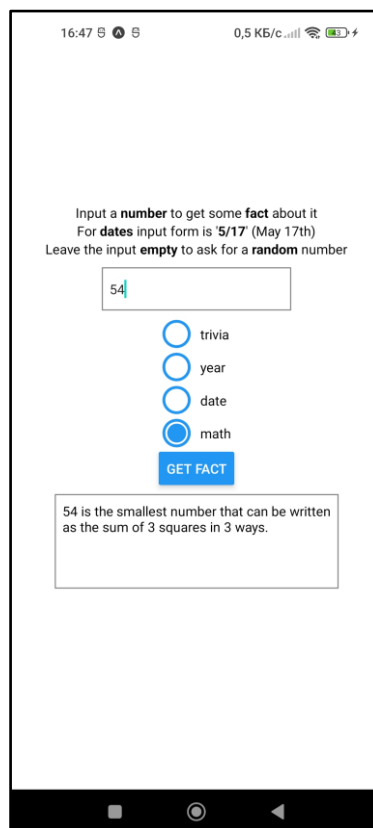 16:47 0,5 КБ/с 43
Input a number to get some fact about it
For dates input form is '5/17' (May 17th)
Leave the input empty to ask for a random number
54
trivia
year
date
math
GET FACT
54 is the smallest number that can be written
as the sum of 3 squares in 3 ways.